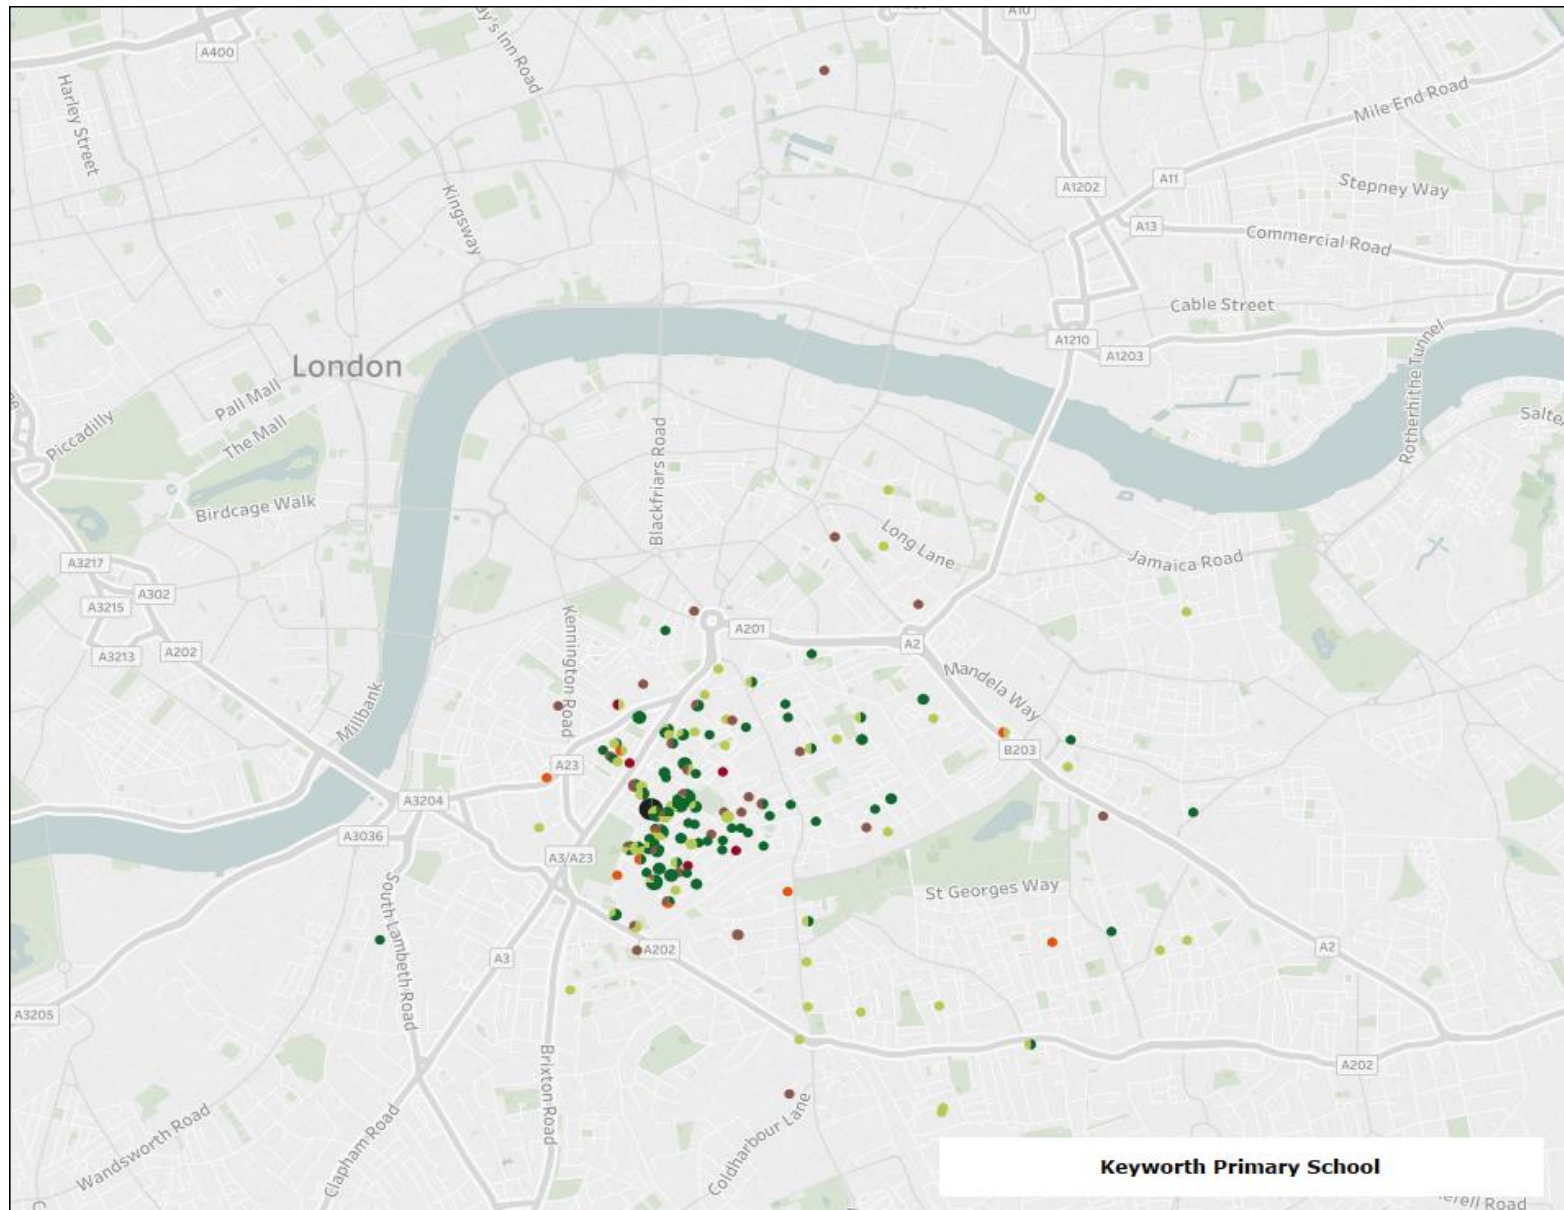 A10
ay's Inn Road
A400
Harley Street
Mile End Road
A1202
A11
Stepney Way
Kingsway
A13
Commercial Road
Cable Street
A1210
A1203
Rotherhithe Tunnel
London
Pall Mall
Piccadilly
The Mall
Salte
Blackfriars Road
Birdcage Walk
Long Lane
Jamaica Road
A3217
A302
A3215
A202
A3213
Kennington Road
A201
A2
Mandela Way
Millbank
B203
A23
A3204
A3036
A3/A23
St Georges Way
South Lambeth Road
A202
A3
A2
A3205
Brixton Road
A202
Coldharbour Lane
Wandsworth Road
Clapham Road
Keyworth Primary School
erell Road